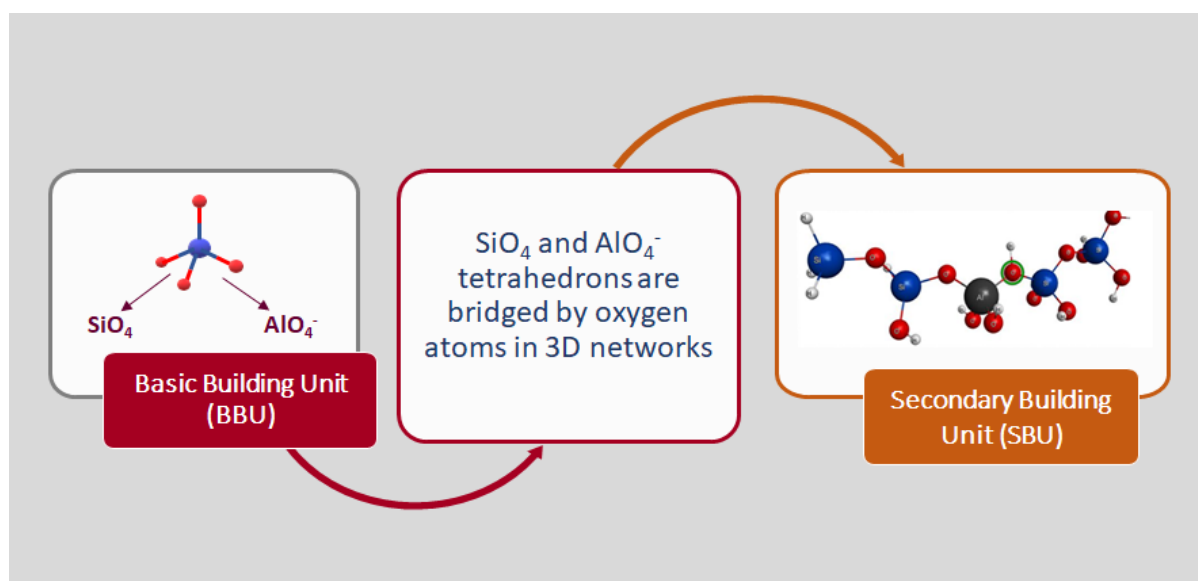 SiO₄
AlO₄⁻
Basic Building Unit
(BBU)
SiO₄ and AlO₄⁻
tetrahedrons are
bridged by oxygen
atoms in 3D networks
Secondary Building
Unit (SBU)